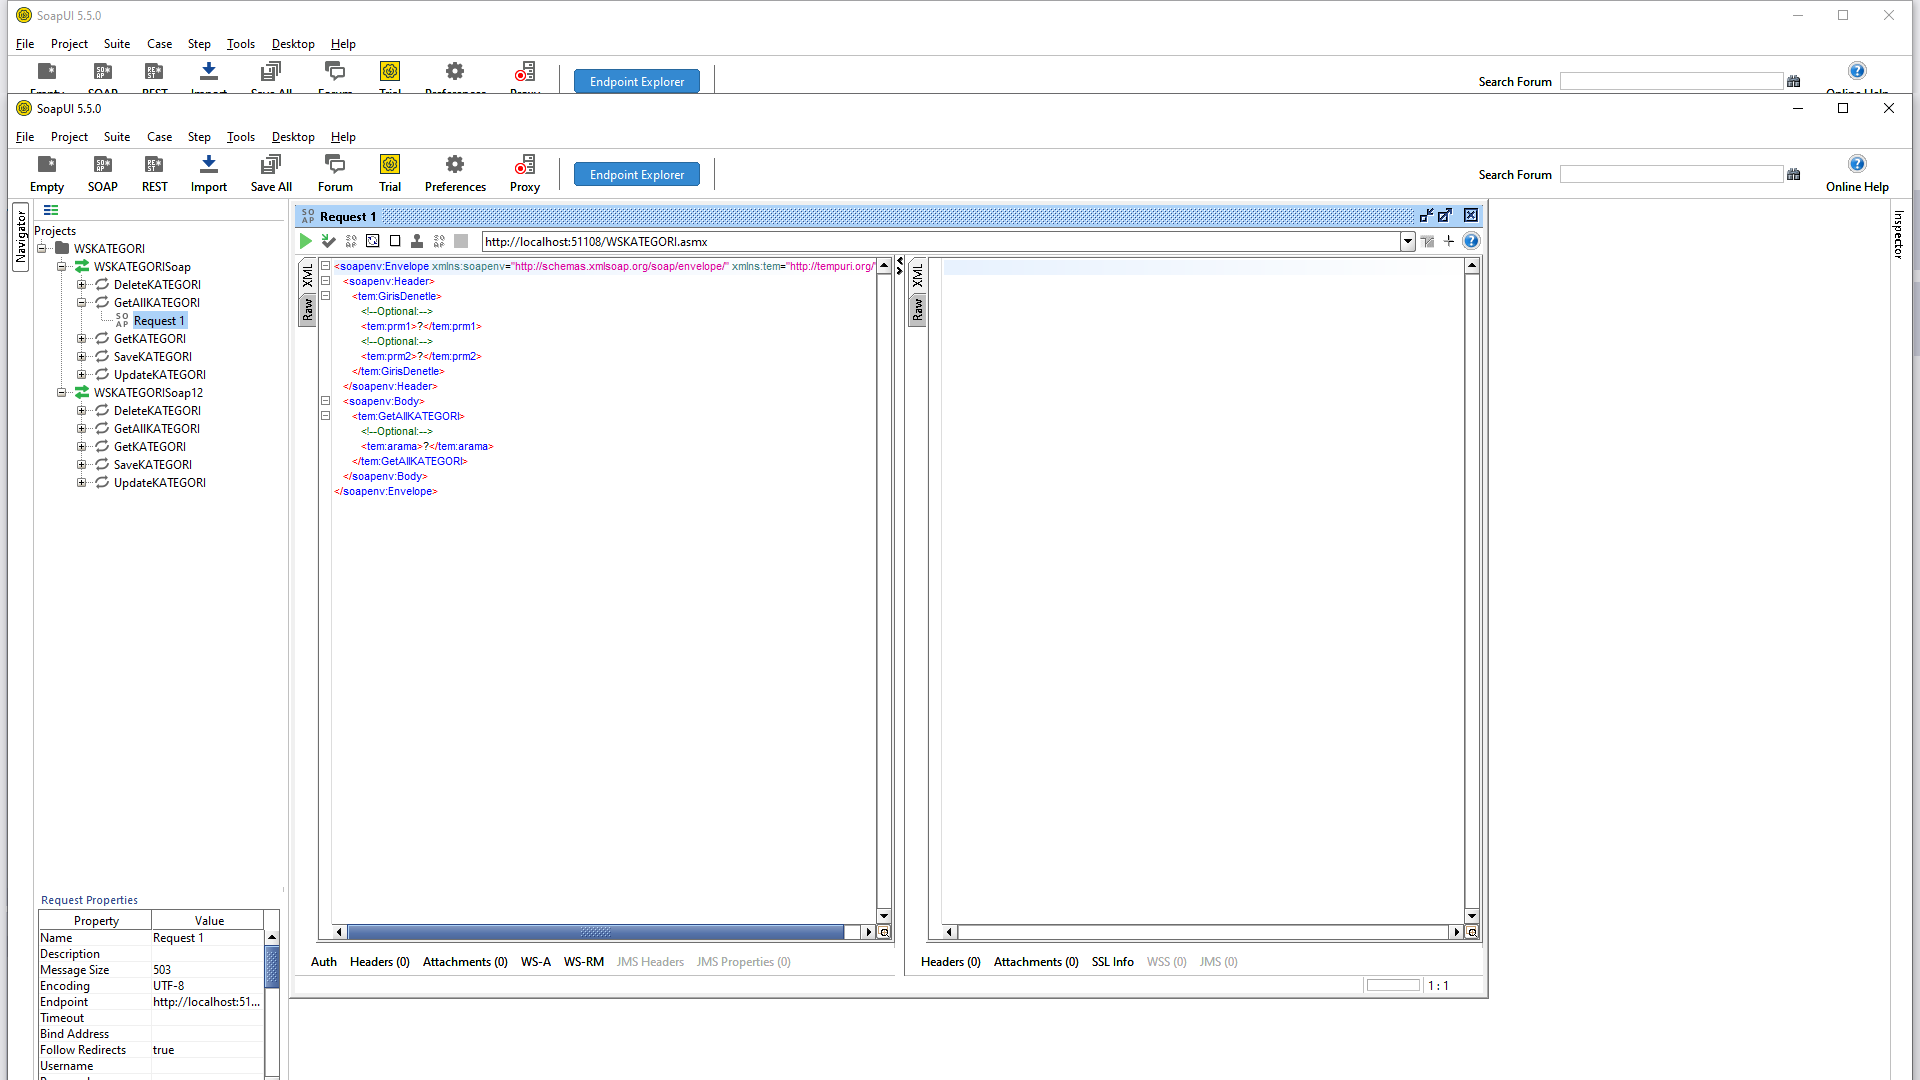 SoapUI 5.5.0
File Project Suite Case Step Tools Desktop Help
Endpoint Explorer
Search Forum
SoapUI 5.5.0
File Project Suite Case Step Tools Desktop Help
Empty SOAP REST Import Save All Forum Trial Preferences Proxy
Endpoint Explorer
Search Forum
Online Help
Navigator
Projects
WSKATEGORI
WSKATEGORISoap
DeleteKATEGORI
GetAllKATEGORI
SO AP Request 1
GetKATEGORI
SaveKATEGORI
UpdateKATEGORI
WSKATEGORISoap12
DeleteKATEGORI
GetAllKATEGORI
GetKATEGORI
SaveKATEGORI
UpdateKATEGORI
Request Properties
Property Value
Name Request 1
Description
Message Size 503
Encoding UTF-8
Endpoint http://localhost:51...
Timeout
Bind Address
Follow Redirects true
Username
SO AP Request 1
http://localhost:51108/WSKATEGORI.asmx
XML
Raw
<soapenv:Envelope xmlns:soapenv="http://schemas.xmlsoap.org/soap/envelope/" xmlns:tem="http://tempuri.org/"
<soapenv:Header>
<tem:GirisDenetle>
<!--Optional:-->
<tem:prm1>?</tem:prm1>
<!--Optional:-->
<tem:prm2>?</tem:prm2>
</tem:GirisDenetle>
</soapenv:Header>
<soapenv:Body>
<tem:GetAllKATEGORI>
<!--Optional:-->
<tem:arama>?</tem:arama>
</tem:GetAllKATEGORI>
</soapenv:Body>
</soapenv:Envelope>
XML
Raw
Auth Headers (0) Attachments (0) WS-A WS-RM JMS Headers JMS Properties (0)
Headers (0) Attachments (0) SSL Info WSS (0) JMS (0)
1 : 1
Inspector